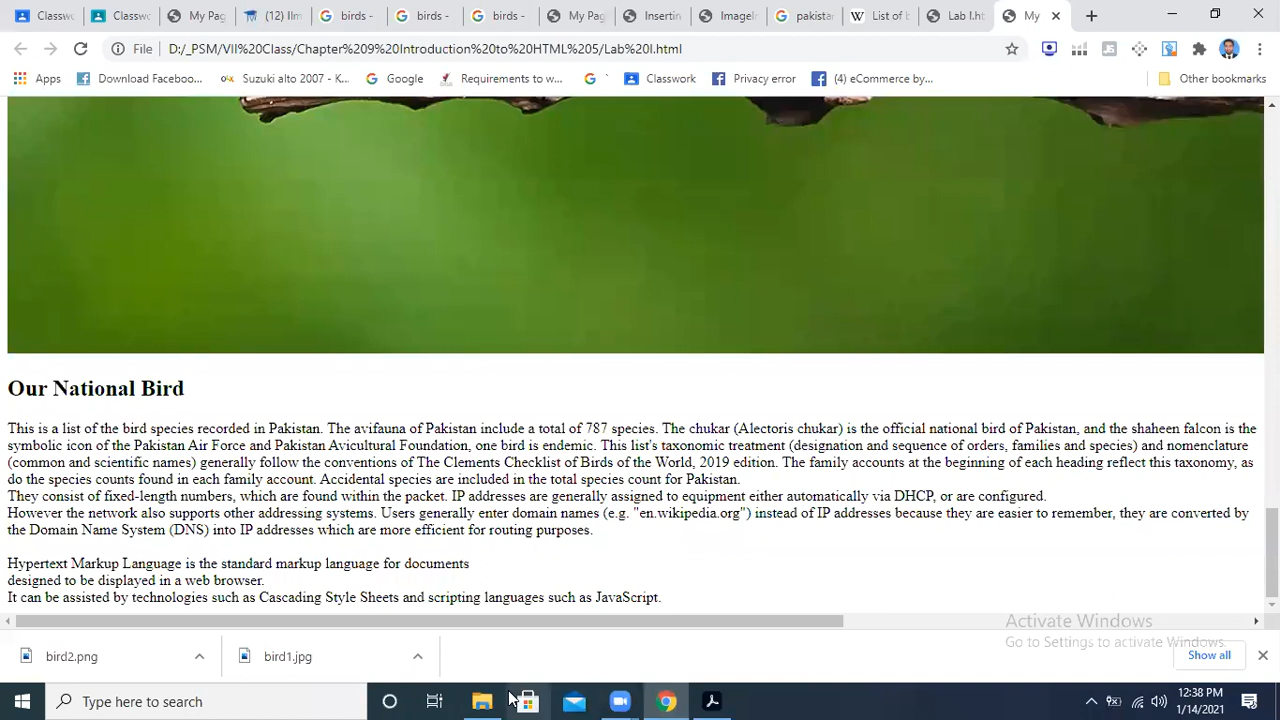 Classwo
Classwo
My Pag
(12) Ilm
birds -
birds -
birds -
My Pag
Insertin
ImageI
pakista
List of b
Lab I.ht
My
File
D:/_PSM/VII%20Class/Chapter%209%20Introduction%20to%20HTML%205/Lab%20I.html
Apps
Download Faceboo...
Suzuki alto 2007 - K...
Google
Requirements to w...
Classwork
Privacy error
(4) eCommerce by...
Other bookmarks
Our National Bird
This is a list of the bird species recorded in Pakistan. The avifauna of Pakistan include a total of 787 species. The chukar (Alectoris chukar) is the official national bird of Pakistan, and the shaheen falcon is the
symbolic icon of the Pakistan Air Force and Pakistan Avicultural Foundation, one bird is endemic. This list's taxonomic treatment (designation and sequence of orders, families and species) and nomenclature
(common and scientific names) generally follow the conventions of The Clements Checklist of Birds of the World, 2019 edition. The family accounts at the beginning of each heading reflect this taxonomy, as
do the species counts found in each family account. Accidental species are included in the total species count for Pakistan.
They consist of fixed-length numbers, which are found within the packet. IP addresses are generally assigned to equipment either automatically via DHCP, or are configured.
However the network also supports other addressing systems. Users generally enter domain names (e.g. "en.wikipedia.org") instead of IP addresses because they are easier to remember, they are converted by
the Domain Name System (DNS) into IP addresses which are more efficient for routing purposes.
Hypertext Markup Language is the standard markup language for documents
designed to be displayed in a web browser.
It can be assisted by technologies such as Cascading Style Sheets and scripting languages such as JavaScript.
Activate Windows
Go to Settings to activate Windows.
bird2.png
bird1.jpg
Show all
Type here to search
12:38 PM
1/14/2021